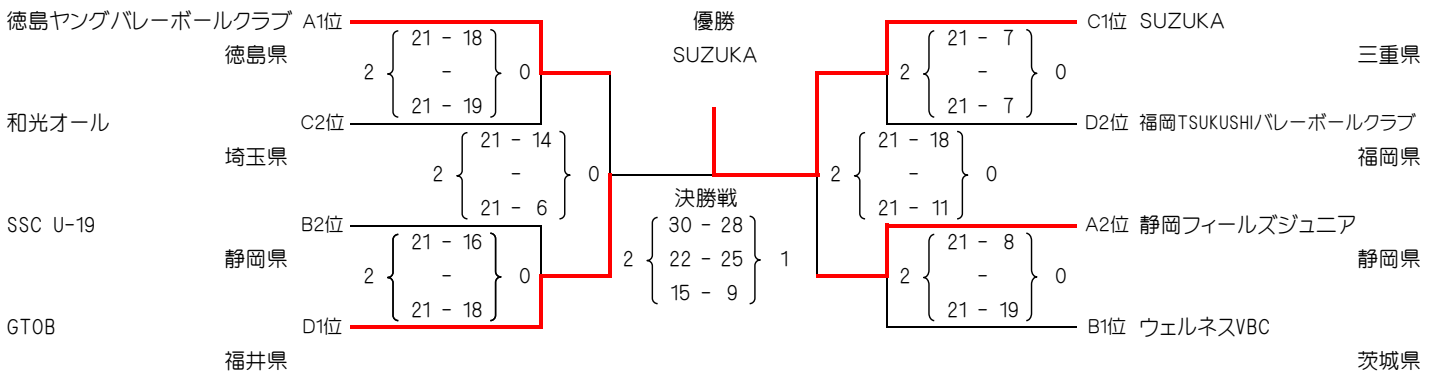 徳島ヤングバレーボールクラブ A1位
徳島県
21 - 18
2 - 0
21 - 19
和光オール C2位
埼玉県
21 - 14
2 - 0
21 - 6
SSC U-19 B2位
静岡県
21 - 16
2 - 0
21 - 18
GTOB D1位
福井県
優勝
SUZUKA
決勝戦
30 - 28
2 22 - 25 1
15 - 9
C1位 SUZUKA
三重県
21 - 7
2 - 0
21 - 7
D2位 福岡TSUKUSHIバレーボールクラブ
福岡県
21 - 18
2 - 0
21 - 11
A2位 静岡フィールズジュニア
静岡県
21 - 8
2 - 0
21 - 19
B1位 ウェルネスVBC
茨城県